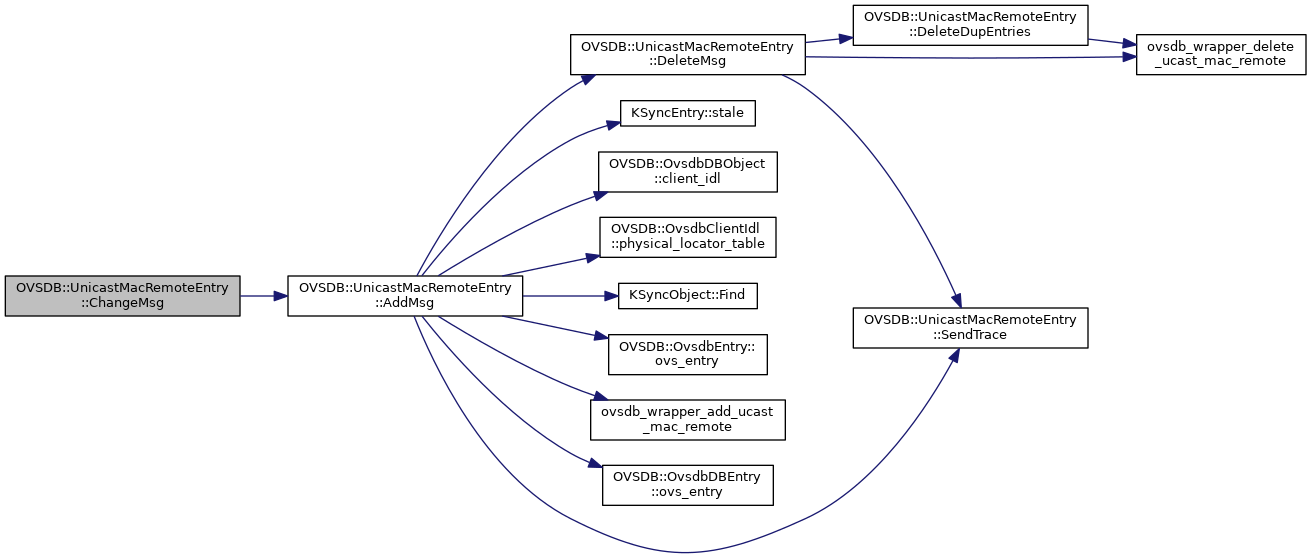 OVSDB::UnicastMacRemoteEntry
::ChangeMsg
OVSDB::UnicastMacRemoteEntry
::AddMsg
OVSDB::UnicastMacRemoteEntry
::DeleteMsg
KSyncEntry::stale
OVSDB::OvsdbDBObject
::client_idl
OVSDB::OvsdbClientIdl
::physical_locator_table
KSyncObject::Find
OVSDB::OvsdbEntry::
ovs_entry
ovsdb_wrapper_add_ucast
_mac_remote
OVSDB::OvsdbDBEntry
::ovs_entry
OVSDB::UnicastMacRemoteEntry
::DeleteDupEntries
OVSDB::UnicastMacRemoteEntry
::SendTrace
ovsdb_wrapper_delete
_ucast_mac_remote